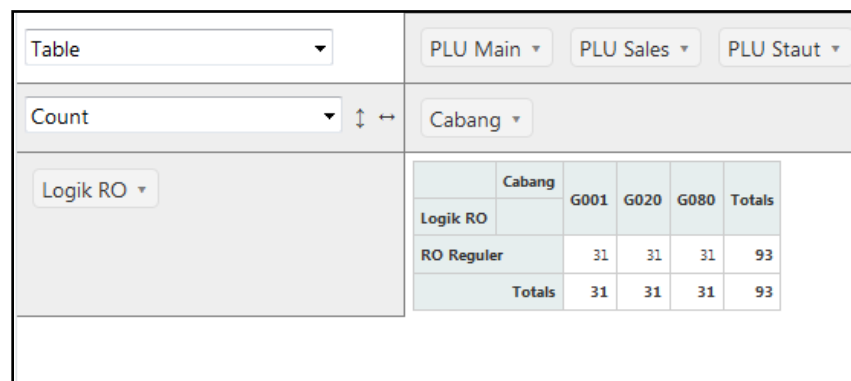 Table PLU Main PLU Sales PLU Staut
Count Cabang
Logik RO
Cabang G001 G020 G080 Totals
Logik RO
RO Reguler 31 31 31 93
Totals 31 31 31 93